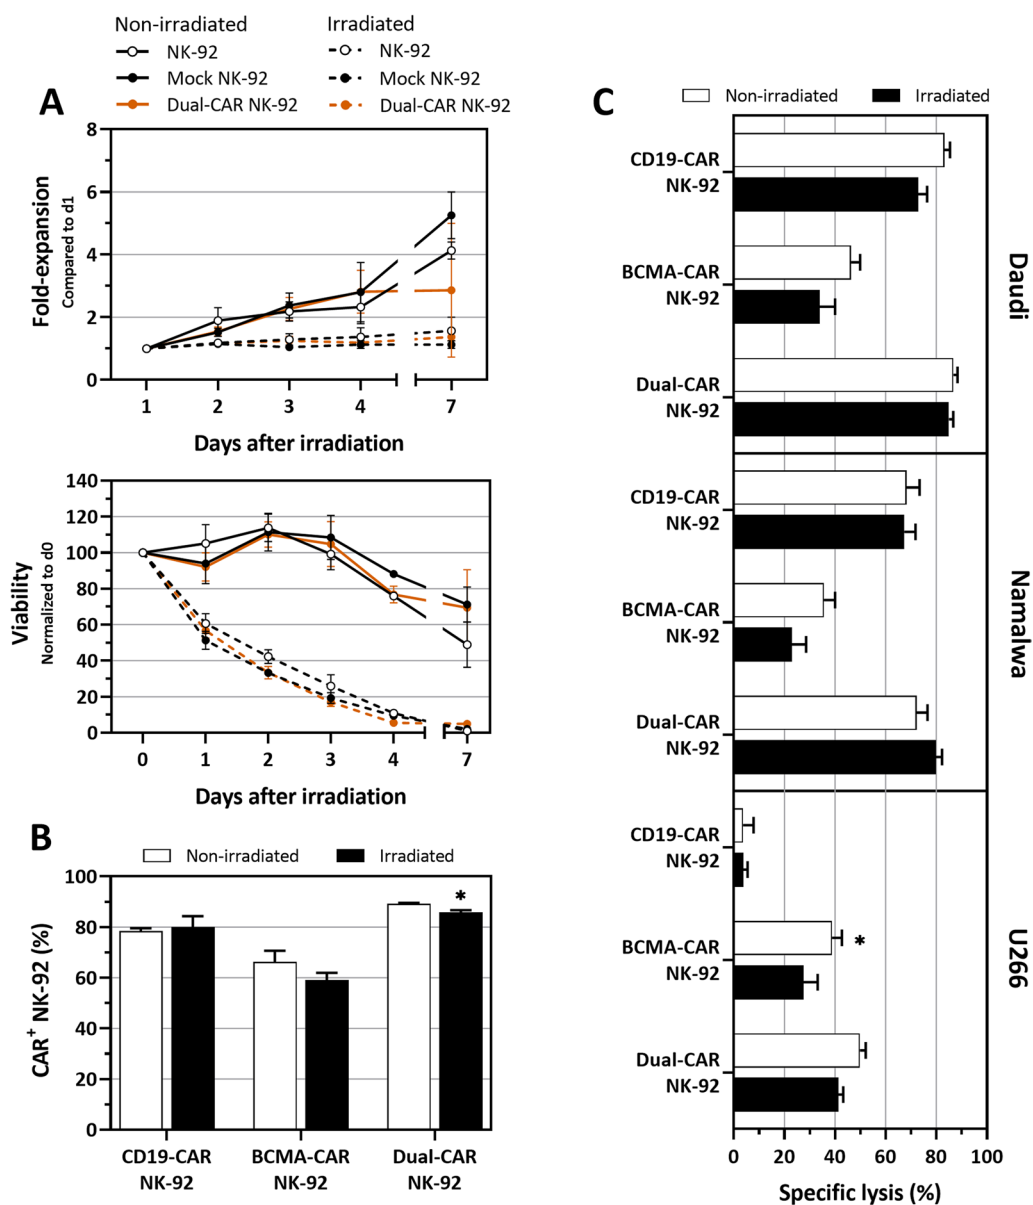 Non-irradiated
NK-92
Mock NK-92
Dual-CAR NK-92
Irradiated
NK-92
Mock NK-92
Dual-CAR NK-92
A
Fold-expansion
Compared to d1
8
6
4
2
0
1 2 3 4 7
Days after irradiation
Viability
Normalized to d0
140
120
100
80
60
40
20
0
0 1 2 3 4 7
Days after irradiation
B
Non-irradiated Irradiated
CAR+ NK-92 (%)
100
80
60
40
20
0
*
CD19-CAR
NK-92
BCMA-CAR
NK-92
Dual-CAR
NK-92
C
Non-irradiated Irradiated
CD19-CAR
NK-92
BCMA-CAR
NK-92
Dual-CAR
NK-92
Daudi
CD19-CAR
NK-92
BCMA-CAR
NK-92
Dual-CAR
NK-92
Namalwa
CD19-CAR
NK-92
BCMA-CAR
NK-92
*
Dual-CAR
NK-92
U266
0 20 40 60 80 100
Specific lysis (%)